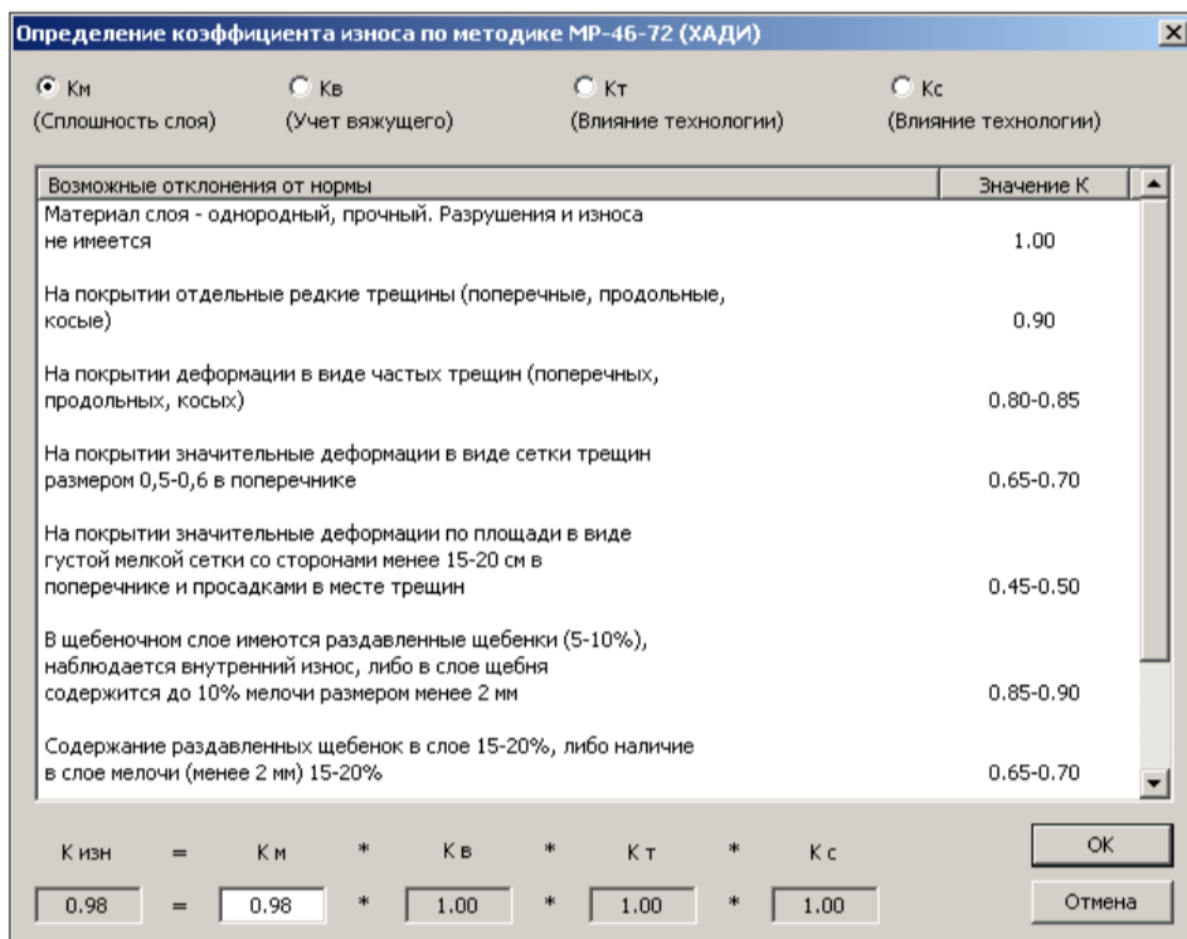 Определение коэффициента износа по методике МР-46-72 (ХАДИ)
Км Кв Кт Кс
(Сплошность слоя) (Учет вяжущего) (Влияние технологии) (Влияние технологии)
Возможные отклонения от нормы Значение К
Материал слоя - однородный, прочный. Разрушения и износа
не имеется 1.00
На покрытии отдельные редкие трещины (поперечные, продольные,
косые) 0.90
На покрытии деформации в виде частых трещин (поперечных,
продольных, косых) 0.80-0.85
На покрытии значительные деформации в виде сетки трещин
размером 0,5-0,6 в поперечнике 0.65-0.70
На покрытии значительные деформации по площади в виде
густой мелкой сетки со сторонами менее 15-20 см в
поперечнике и просадками в месте трещин 0.45-0.50
В щебеночном слое имеются раздавленные щебенки (5-10%),
наблюдается внутренний износ, либо в слое щебня
содержится до 10% мелочи размером менее 2 мм 0.85-0.90
Содержание раздавленных щебенок в слое 15-20%, либо наличие
в слое мелочи (менее 2 мм) 15-20% 0.65-0.70
К изн = К м * К в * К т * К с OK
0.98 = 0.98 * 1.00 * 1.00 * 1.00 Отмена